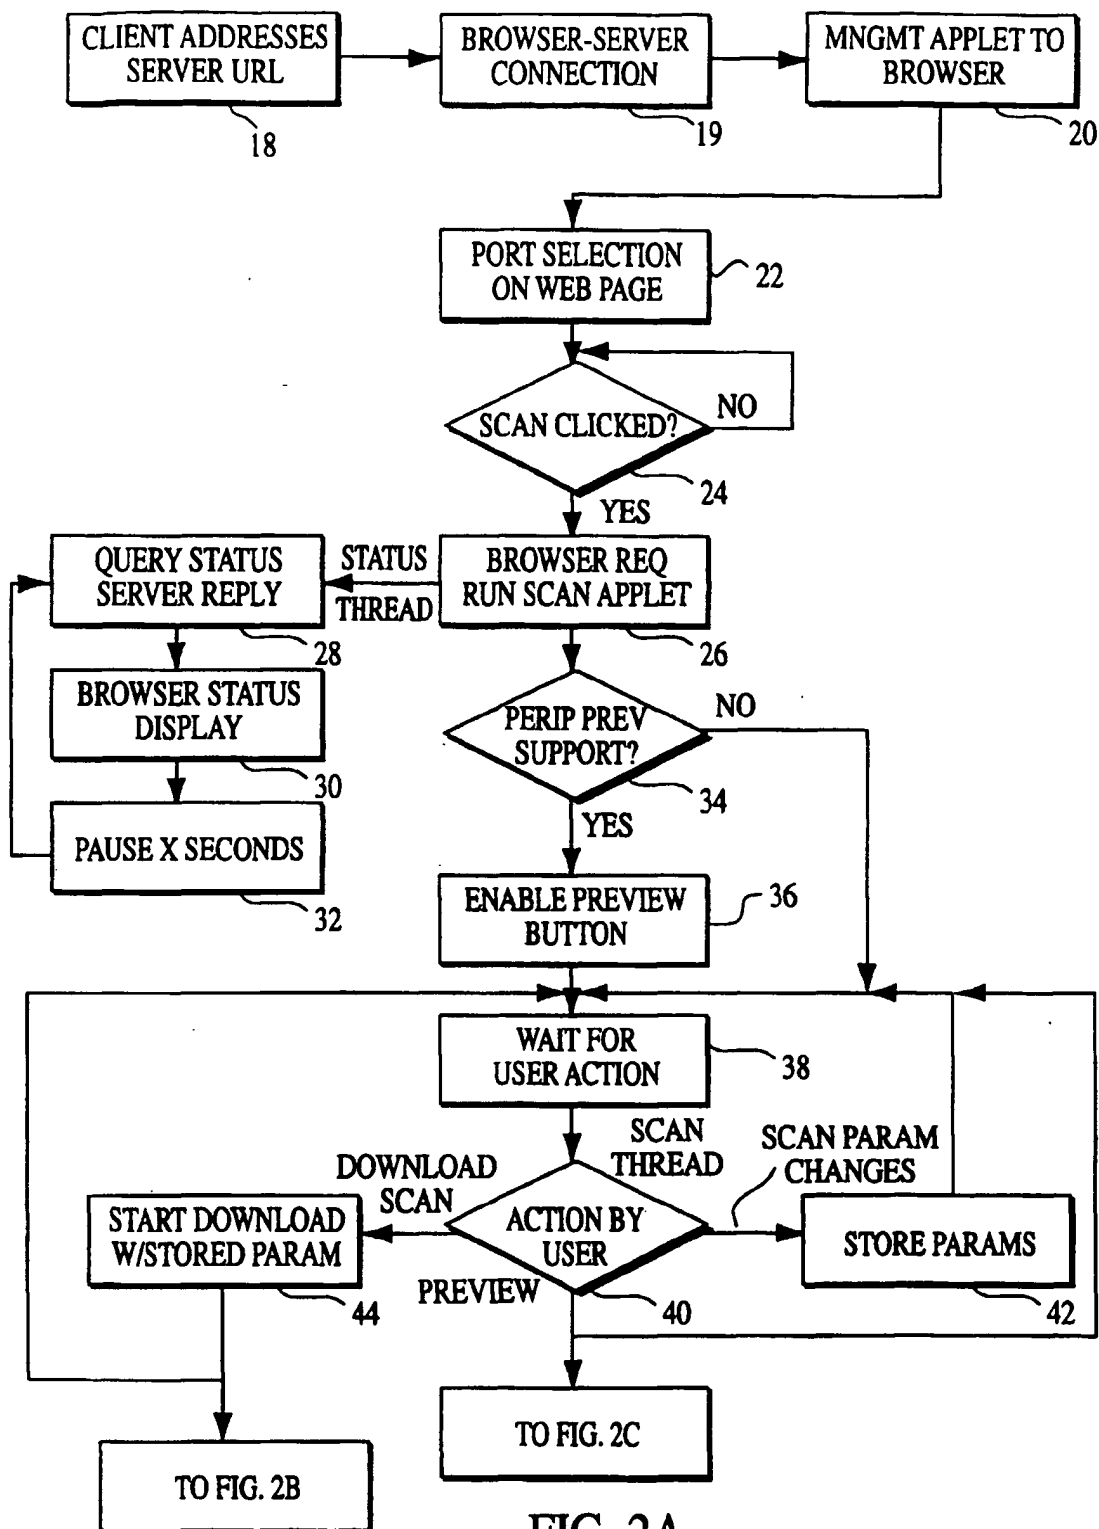 CLIENT ADDRESSES
SERVER URL
18
BROWSER-SERVER
CONNECTION
19
MNGMT APPLET TO
BROWSER
20
PORT SELECTION
ON WEB PAGE
22
SCAN CLICKED?
NO
24
YES
QUERY STATUS
SERVER REPLY
28
STATUS
THREAD
BROWSER REQ
RUN SCAN APPLET
26
BROWSER STATUS
DISPLAY
30
PERIP PREV
SUPPORT?
NO
34
YES
PAUSE X SECONDS
32
ENABLE PREVIEW
BUTTON
36
WAIT FOR
USER ACTION
38
SCAN
THREAD
SCAN PARAM
CHANGES
DOWNLOAD
SCAN
START DOWNLOAD
W/STORED PARAM
44
ACTION BY
USER
40
PREVIEW
STORE PARAMS
42
TO FIG. 2C
TO FIG. 2B
FIG. 2A